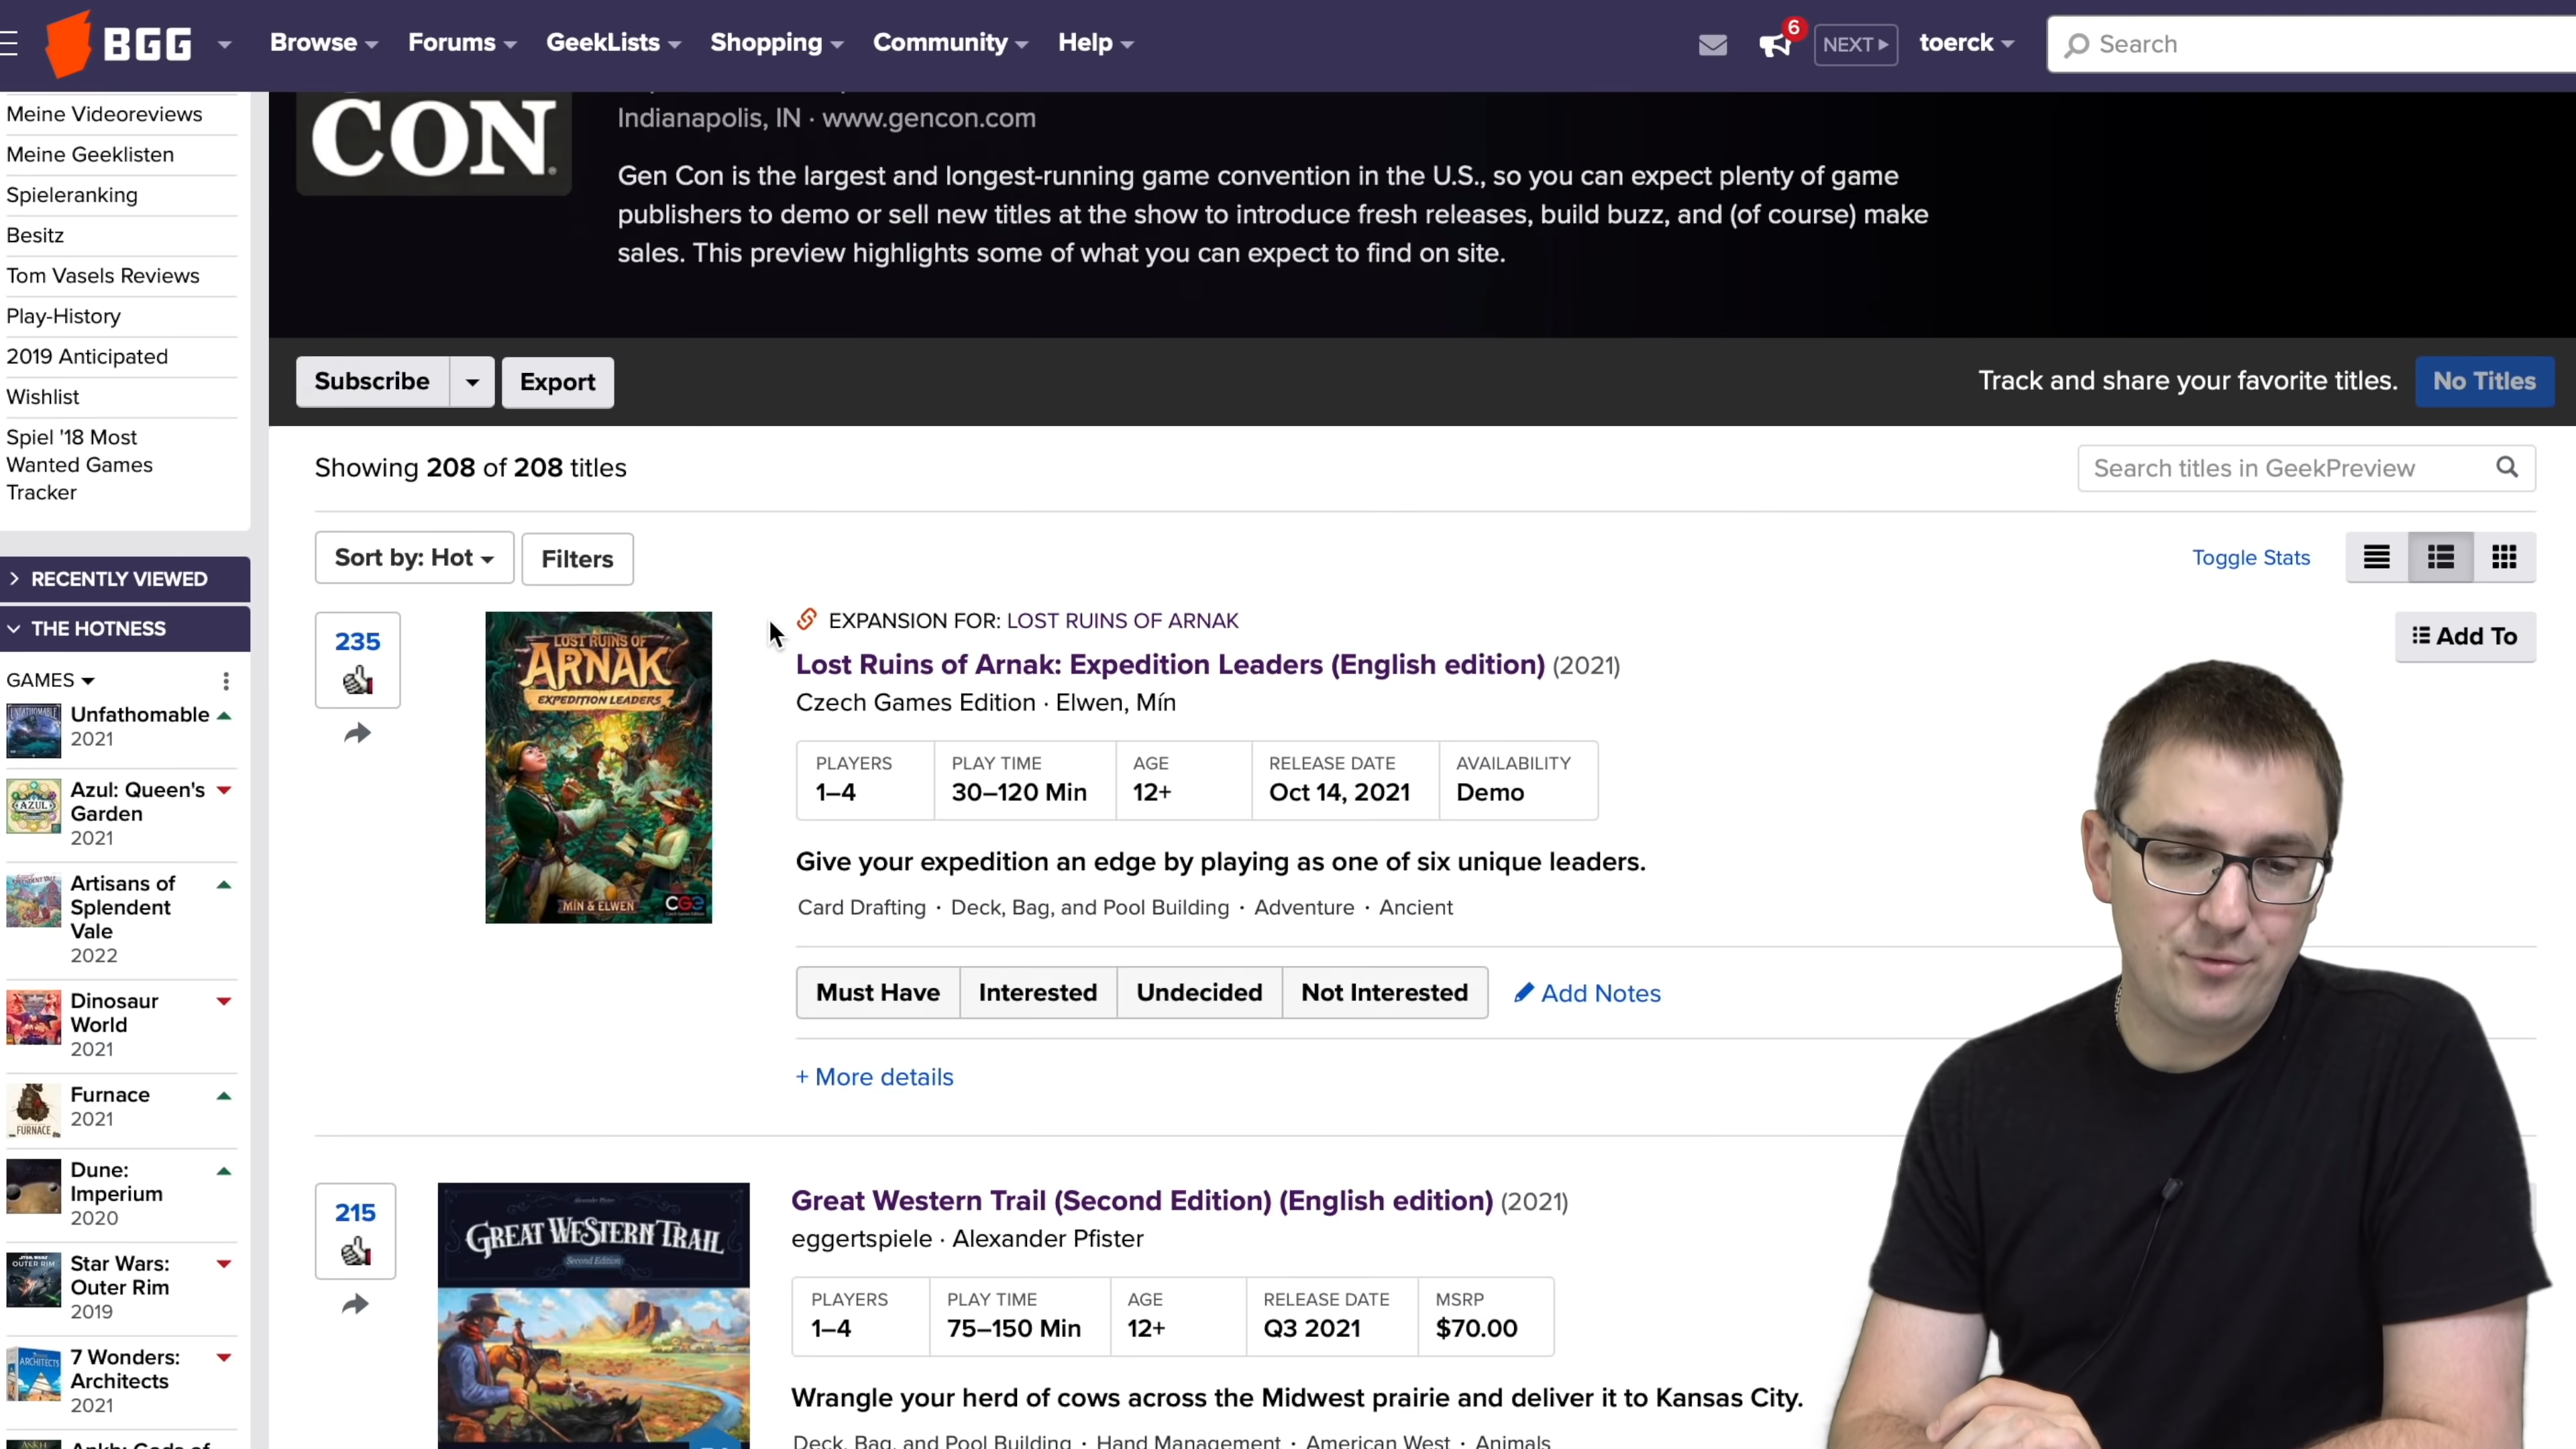 BGG
Browse
Forums
GeekLists
Shopping
Community
Help
6
NEXT
toerck
Search
Meine Videoreviews
Meine Geeklisten
Spieleranking
Besitz
Tom Vasels Reviews
Play-History
2019 Anticipated
Wishlist
Spiel '18 Most
Wanted Games
Tracker
RECENTLY VIEWED
THE HOTNESS
GAMES
Unfathomable
2021
AZUL
Azul: Queen's
Garden
2021
Artisans of
Splendent
Vale
2022
Dinosaur
World
2021
FURNACE
Furnace
2021
Dune:
Imperium
2020
OUTER RIM
Star Wars:
Outer Rim
2019
ARCHITECTS
7 Wonders:
Architects
2021
CON
Indianapolis, IN · www.gencon.com
Gen Con is the largest and longest-running game convention in the U.S., so you can expect plenty of game
publishers to demo or sell new titles at the show to introduce fresh releases, build buzz, and (of course) make
sales. This preview highlights some of what you can expect to find on site.
Subscribe
Export
Track and share your favorite titles.
No Titles
Showing 208 of 208 titles
Search titles in GeekPreview
Sort by: Hot
Filters
Toggle Stats
235
LOST RUINS OF
ARNAK
EXPEDITION LEADERS
MÍN & ELWEN
CGE
EXPANSION FOR: LOST RUINS OF ARNAK
Add To
Lost Ruins of Arnak: Expedition Leaders (English edition) (2021)
Czech Games Edition · Elwen, Mín
PLAYERS PLAY TIME AGE RELEASE DATE AVAILABILITY
1–4 30–120 Min 12+ Oct 14, 2021 Demo
Give your expedition an edge by playing as one of six unique leaders.
Card Drafting · Deck, Bag, and Pool Building · Adventure · Ancient
Must Have Interested Undecided Not Interested Add Notes
+ More details
215
Alexander Pfister
GREAT WESTERN TRAIL
Second Edition
Great Western Trail (Second Edition) (English edition) (2021)
eggertspiele · Alexander Pfister
PLAYERS PLAY TIME AGE RELEASE DATE MSRP
1–4 75–150 Min 12+ Q3 2021 $70.00
Wrangle your herd of cows across the Midwest prairie and deliver it to Kansas City.
Deck, Bag, and Pool Building · Hand Management · American West · Animals